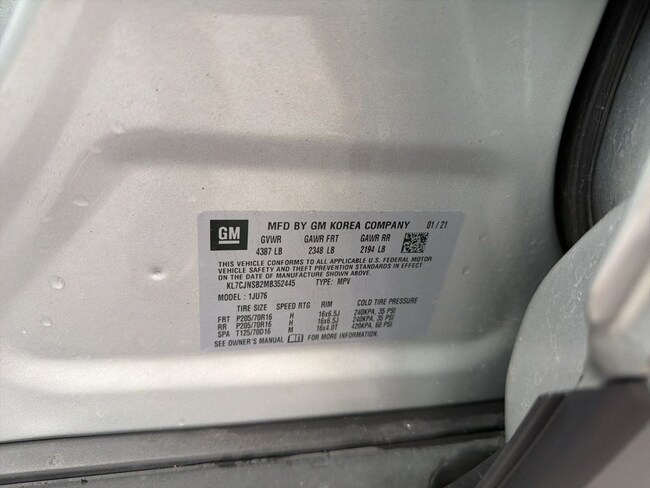 GM
MFD BY GM KOREA COMPANY 01/21
GVWR GAWR FRT GAWR RR
4387 LB 2348 LB 2194 LB
THIS VEHICLE CONFORMS TO ALL APPLICABLE U.S. FEDERAL MOTOR
VEHICLE SAFETY AND THEFT PREVENTION STANDARDS IN EFFECT
ON THE DATE OF MANUFACTURE SHOWN ABOVE.
KL7CJNSB2MB352445 TYPE: MPV
MODEL: 1JU76
TIRE SIZE SPEED RTG RIM COLD TIRE PRESSURE
FRT P205/70R16 H 16x6.5J 240KPA, 35 PSI
RR P205/70R16 H 16x6.5J 240KPA, 35 PSI
SPA T125/70D16 M 16x4.0T 420KPA, 60 PSI
SEE OWNER'S MANUAL FOR MORE INFORMATION.